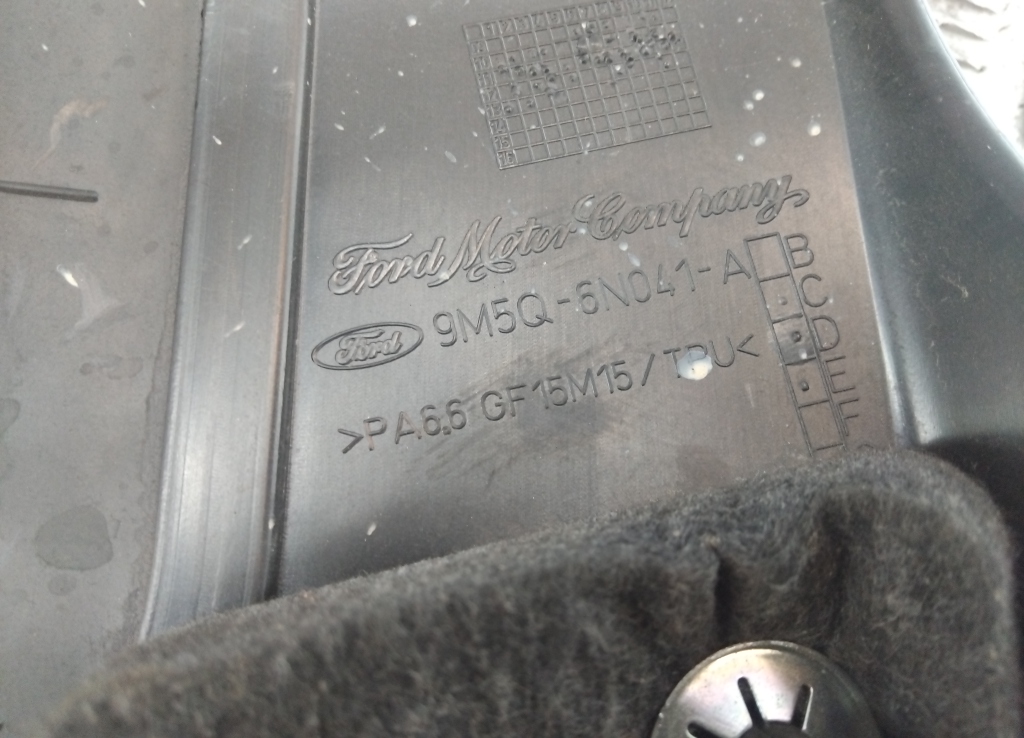 Ford Motor Company
Ford 9M5Q-6N041-A
B
C
D
E
F
>PA6.6 GF15M15/TPU<